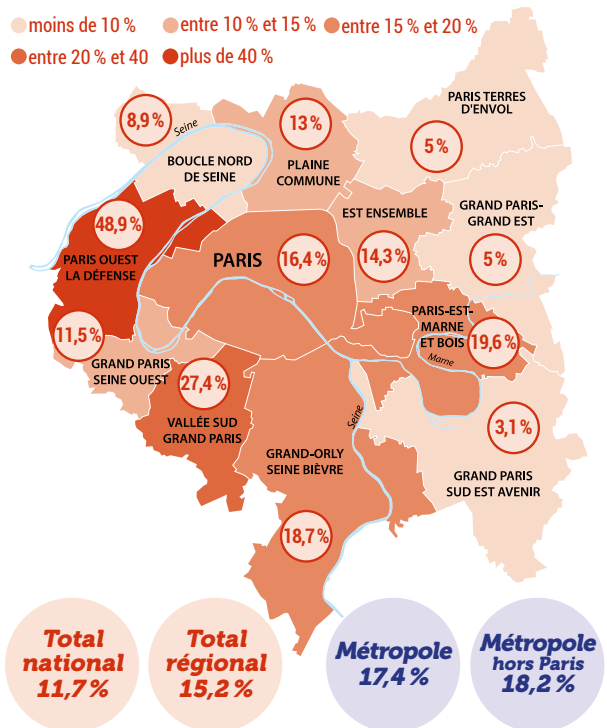 moins de 10 %
entre 10 % et 15 %
entre 15 % et 20 %
entre 20 % et 40
plus de 40 %
PARIS TERRES
D'ENVOL
5 %
8,9 %
Seine
BOUCLE NORD
DE SEINE
13 %
PLAINE
COMMUNE
48,9 %
PARIS OUEST
LA DÉFENSE
PARIS
16,4 %
EST ENSEMBLE
14,3 %
GRAND PARIS-
GRAND EST
5 %
11,5 %
GRAND PARIS
SEINE OUEST
PARIS-EST-
MARNE
ET BOIS
19,6 %
Marne
27,4 %
VALLÉE SUD
GRAND PARIS
Seine
GRAND-ORLY
SEINE BIÈVRE
18,7 %
3,1 %
GRAND PARIS
SUD EST AVENIR
Total
national
11,7 %
Total
régional
15,2 %
Métropole
17,4 %
Métropole
hors Paris
18,2 %